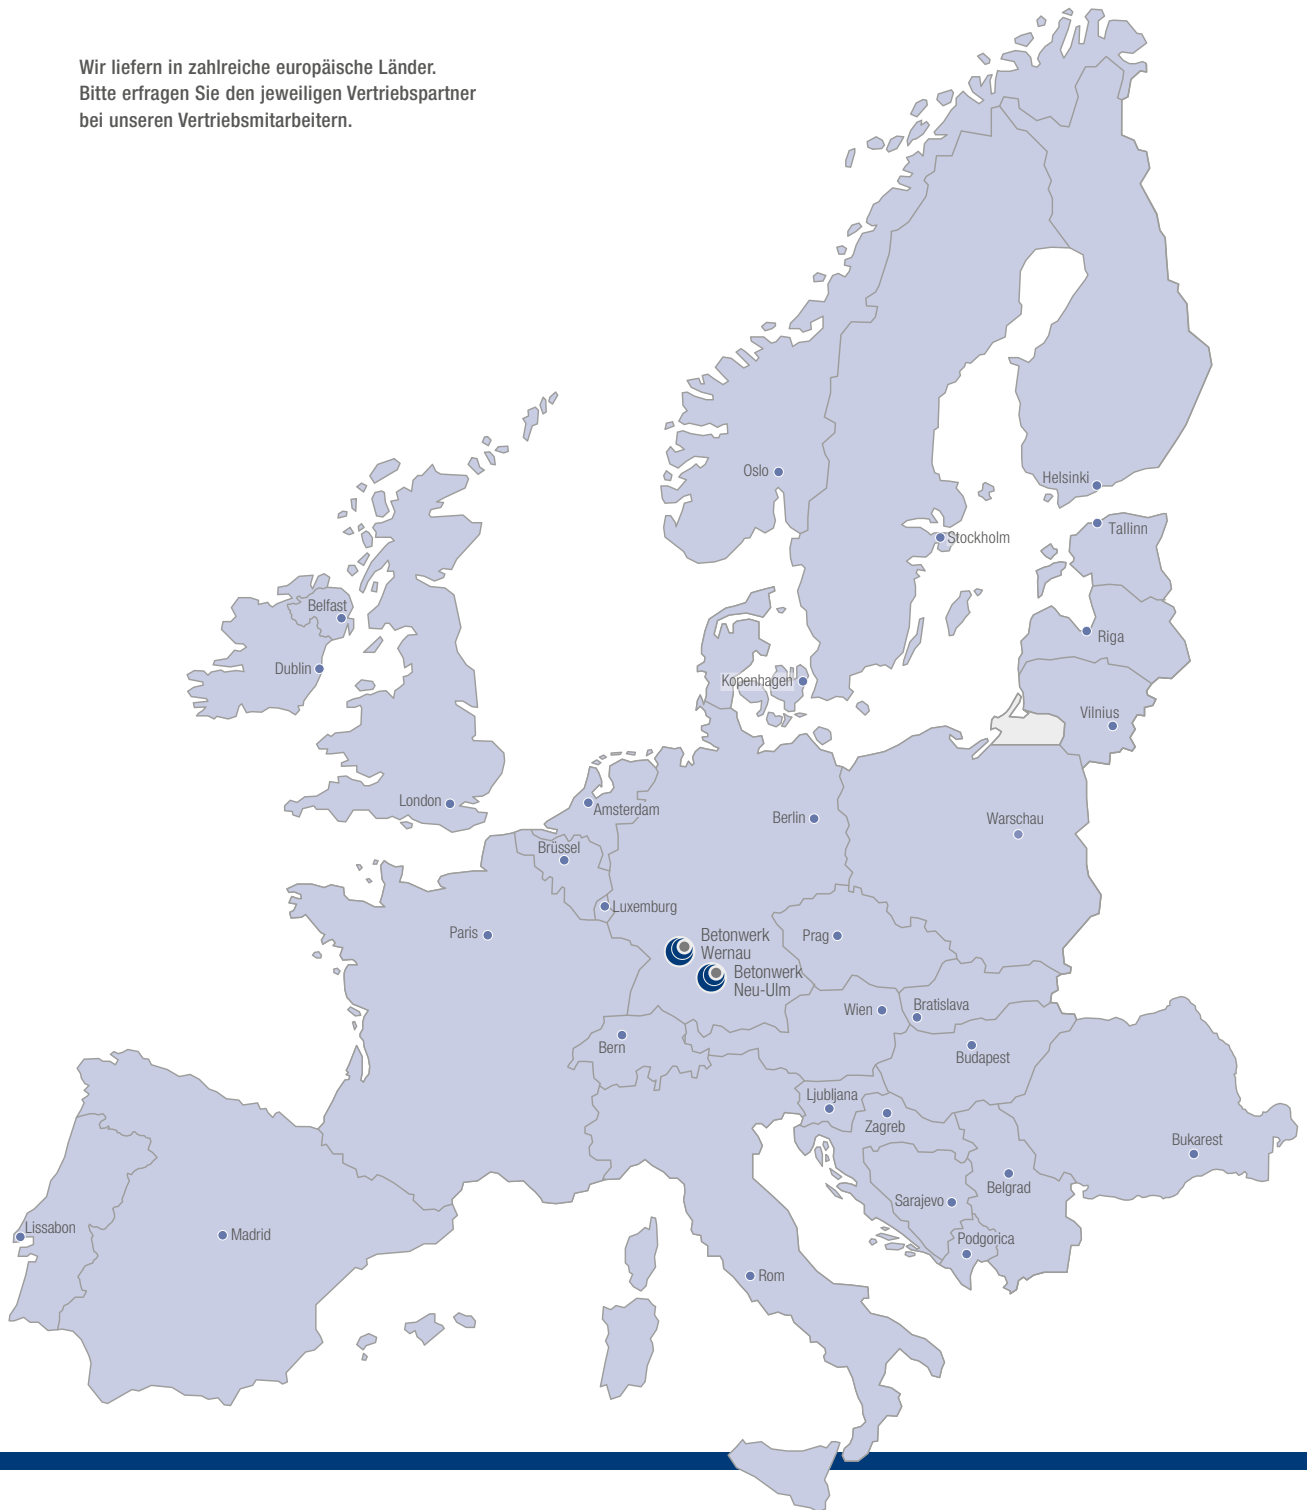 Wir liefern in zahlreiche europäische Länder.
Bitte erfragen Sie den jeweiligen Vertriebspartner
bei unseren Vertriebsmitarbeitern.
Oslo
Helsinki
Tallinn
Stockholm
Belfast
Riga
Dublin
Kopenhagen
Vilnius
London
Amsterdam
Berlin
Warschau
Brüssel
Luxemburg
Paris
Betonwerk
Wernau
Prag
Betonwerk
Neu-Ulm
Wien
Bratislava
Bern
Budapest
Ljubljana
Zagreb
Bukarest
Belgrad
Sarajevo
Lissabon
Madrid
Podgorica
Rom